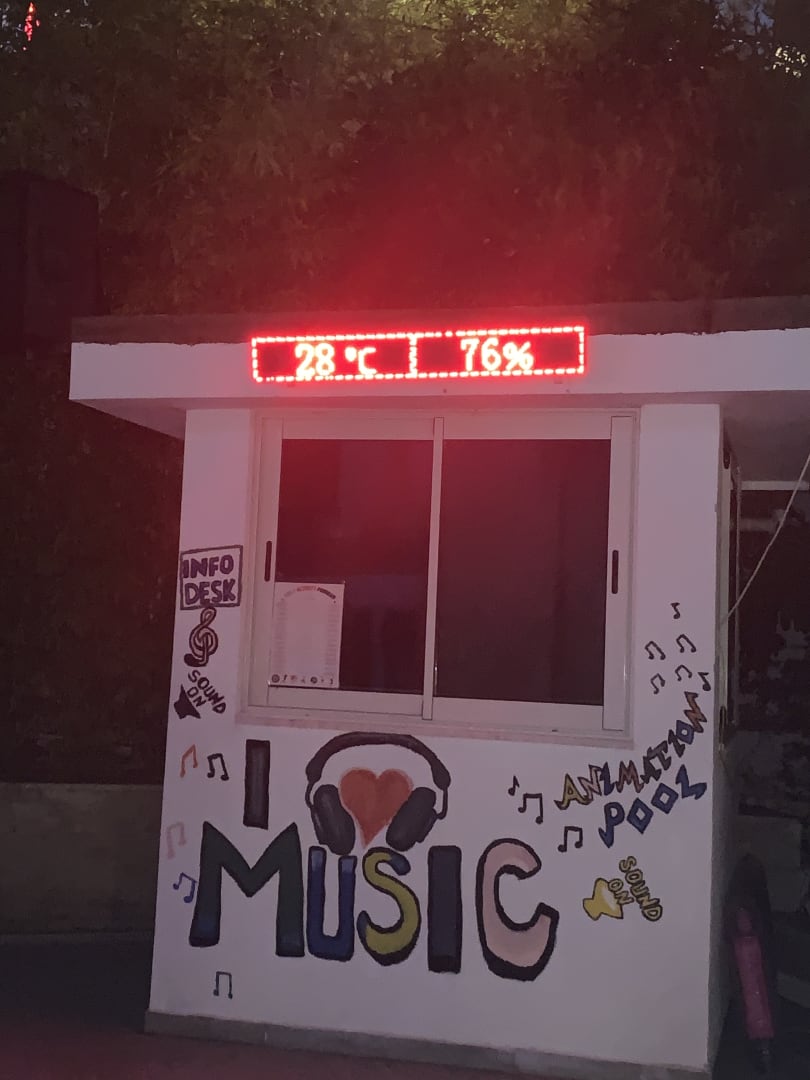 28°C 76%
INFO
DESK
SOUND
ON
I
MUSIC
ANIMATION
POOL
SOUND
ON